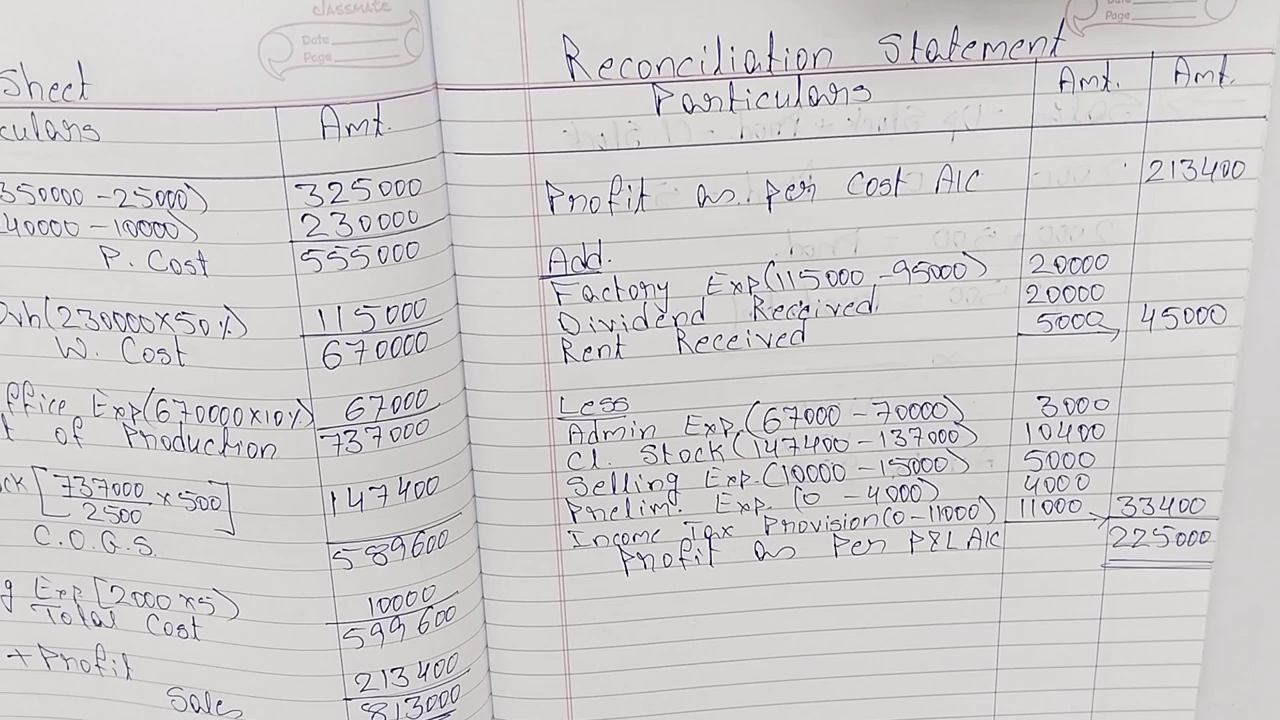 CLASSMATE
Date
Page
Sheet
culars Amt.
350000 - 25000) 325000
40000 - 10000) 230000
P. Cost 555000
Ovh (230000 x 50%) 115000
W. Cost 670000
ffice Exp (670000 x 10%) 67000
t of Production 737000
ck [737000 / 2500 x 500] 147400
C.O.G.S. 589600
g Exp [2000 x 5) 10000
Total Cost 599600
+ Profit 213400
Sales 813000
Page
Reconciliation Statement
Particulars Amt. Amt.
Profit as per Cost A/C 213400
Add.
Factory Exp (115000 - 95000) 20000
Dividend Received. 20000
Rent Received 5000 45000
Less
Admin Exp. (67000 - 70000) 3000
Cl. Stock (147400 - 137000) 10400
Selling Exp. (10000 - 15000) 5000
Prelim. Exp. (0 - 4000) 4000
Income Tax Provision (0 - 11000) 11000 33400
Profit as Per P&L A/C 225000